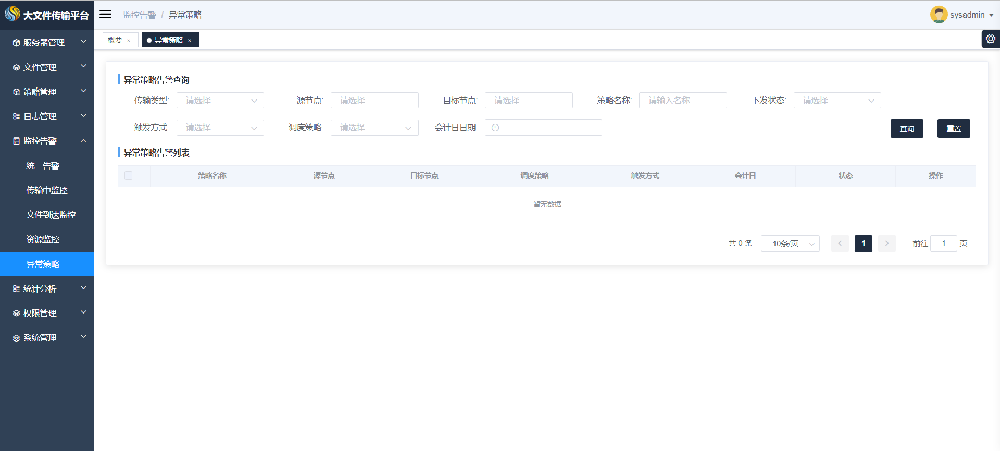 大文件传输平台
监控告警 / 异常策略
sysadmin
服务器管理
文件管理
策略管理
日志管理
监控告警
统一告警
传输中监控
文件到达监控
资源监控
异常策略
统计分析
权限管理
系统管理
概要 ×
异常策略 ×
异常策略告警查询
传输类型: 请选择 源节点: 请选择 目标节点: 请选择 策略名称: 请输入名称 下发状态: 请选择
触发方式: 请选择 调度策略: 请选择 会计日日期: - 查询 重置
异常策略告警列表
策略名称 源节点 目标节点 调度策略 触发方式 会计日 状态 操作
暂无数据
共 0 条 10条/页 1 前往 1 页